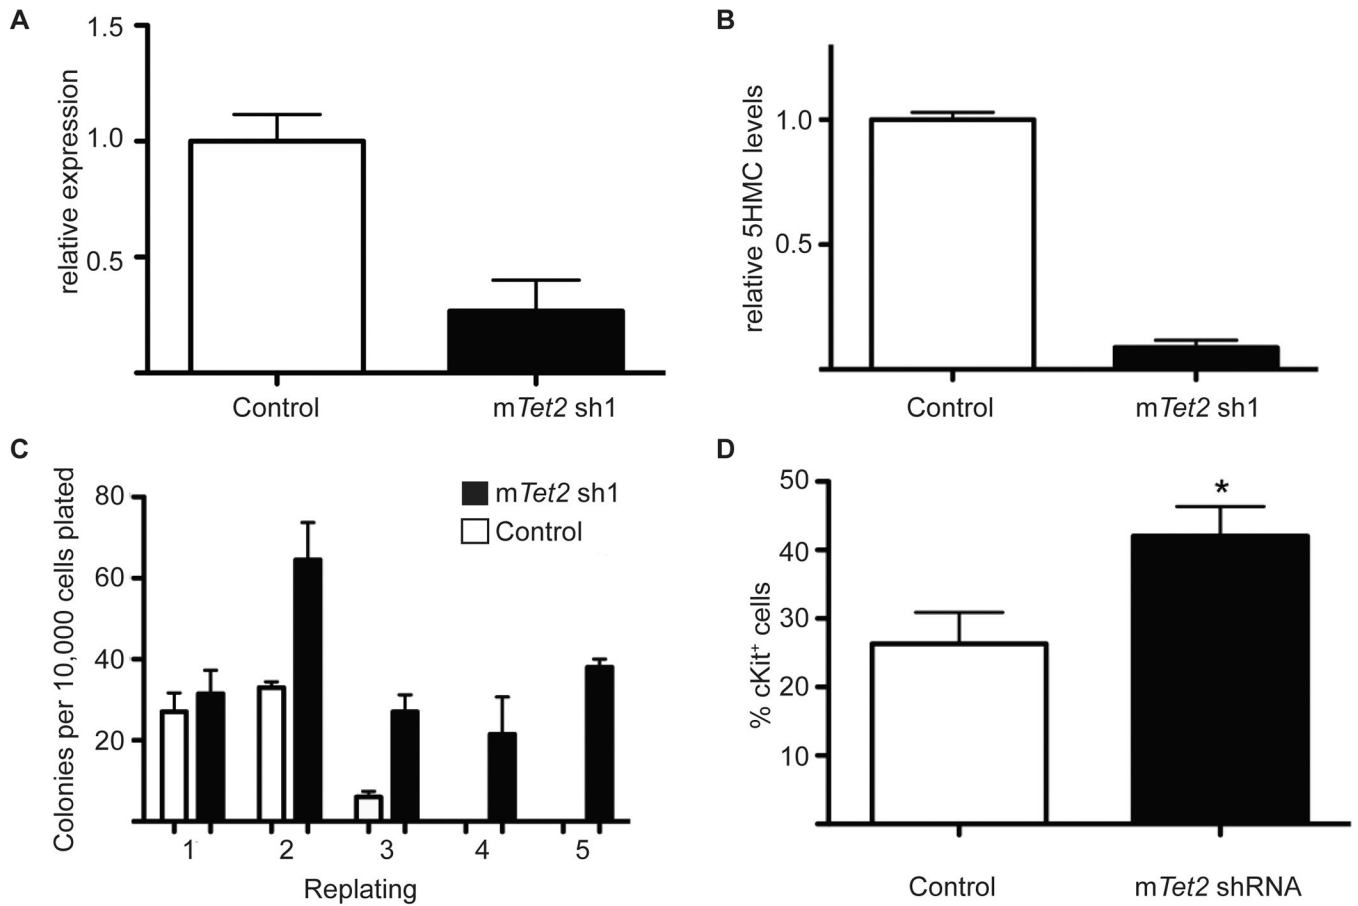 A
1.5
1.0
0.5
relative expression
Control
mTet2 sh1
B
1.0
0.5
relative 5HMC levels
Control
mTet2 sh1
C
80
60
40
20
Colonies per 10,000 cells plated
mTet2 sh1
Control
1
2
3
4
5
Replating
D
50
40
30
20
10
% cKit⁺ cells
*
Control
mTet2 shRNA